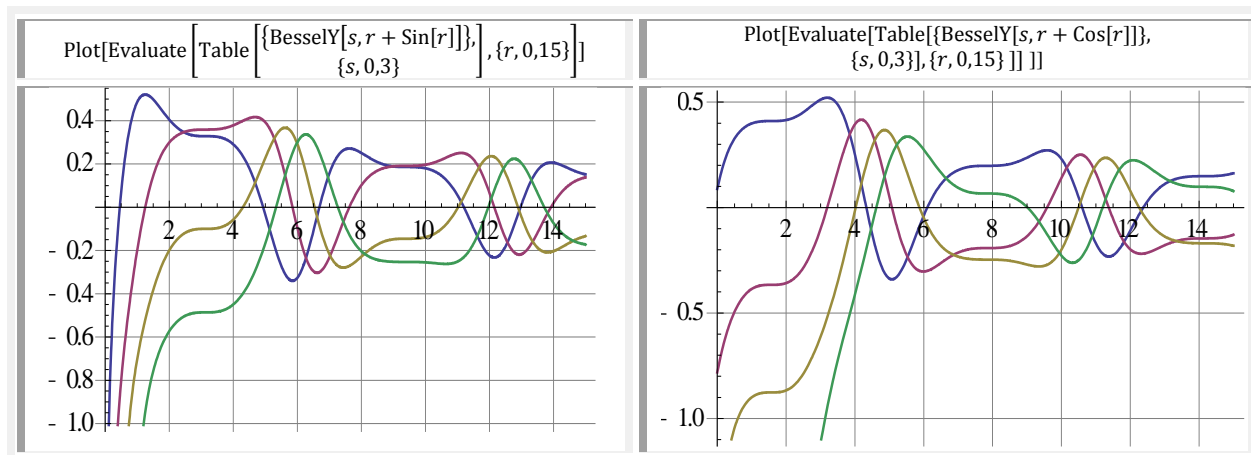 Plot[Evaluate[Table[{BesselY[s, r + Sin[r]]},
{s, 0,3}
],{r, 0,15}]]
Plot[Evaluate[Table[{BesselY[s, r + Cos[r]]},
{s, 0,3}],{r, 0,15} ]] ]]
0.4
0.2
2 4 6 8 10 12 14
- 0.2
- 0.4
- 0.6
- 0.8
- 1.0
0.5
2 4 6 8 10 12 14
- 0.5
- 1.0